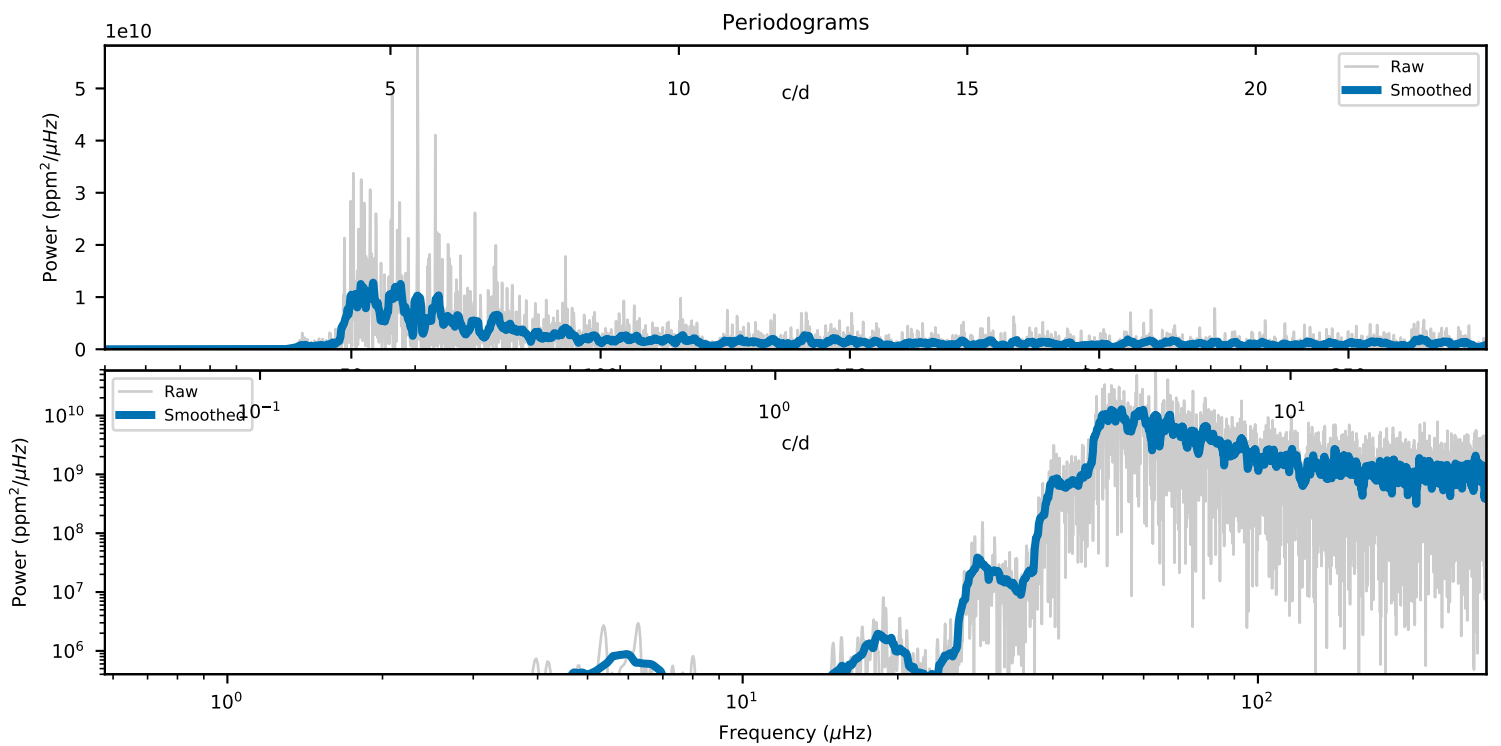 Periodograms
1e10
Power (ppm²/μHz)
5
4
3
2
1
0
5
10
15
20
c/d
Raw
Smoothed
Power (ppm²/μHz)
10¹⁰
10⁹
10⁸
10⁷
10⁶
Raw
Smoothed
10⁻¹
10⁰
10¹
c/d
10⁰
10¹
10²
Frequency (μHz)